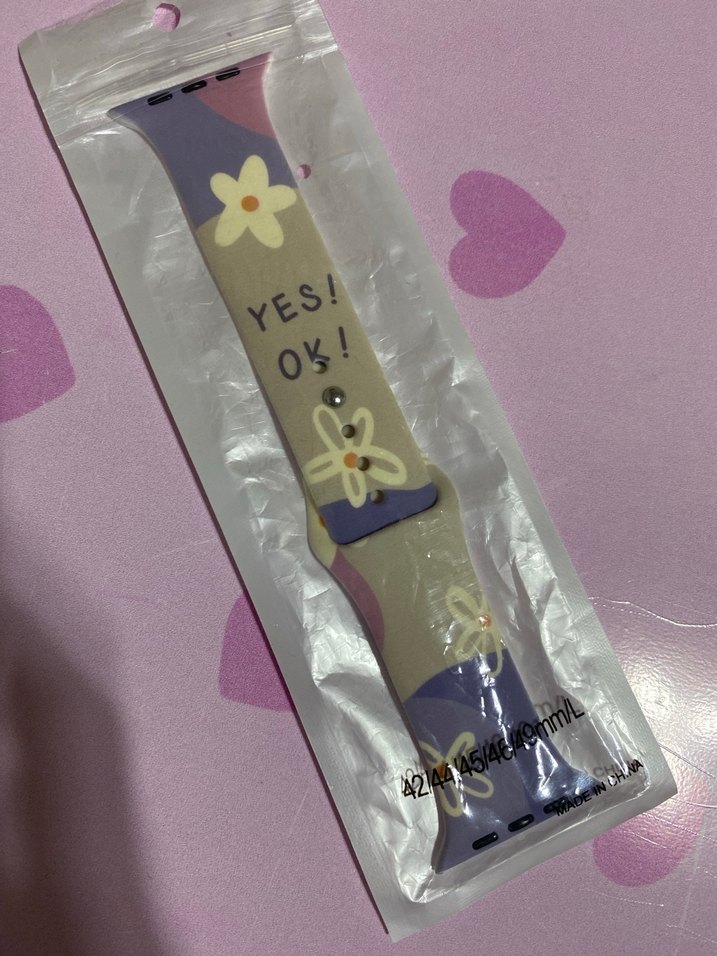 YES!
OK!
42/44/45/46/49mm/L
MADE IN CHINA